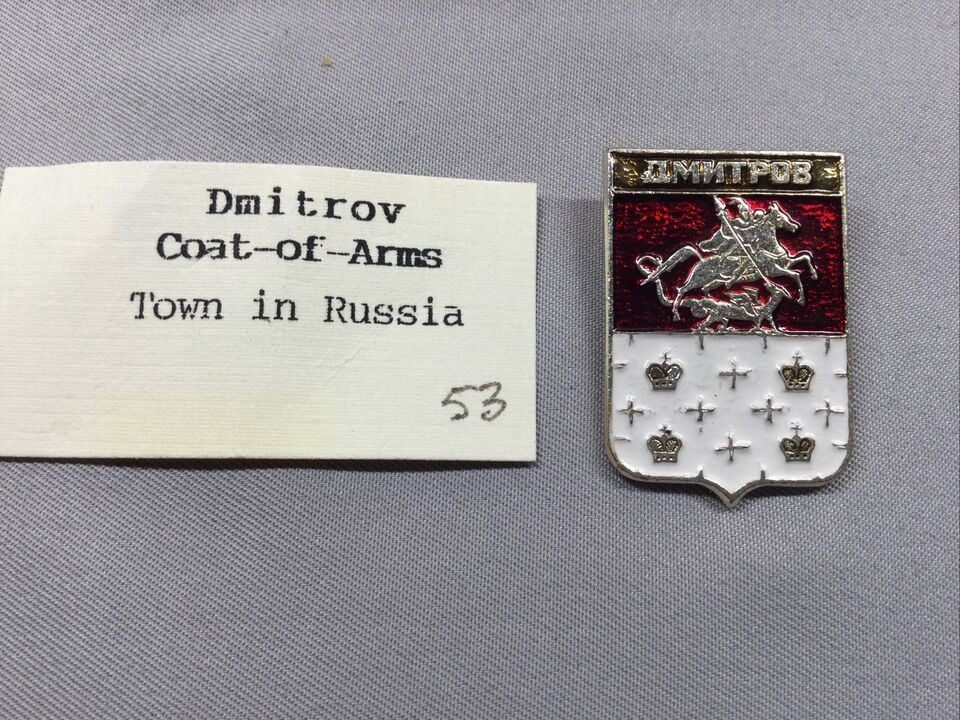 Dmitrov
Coat-of-Arms
Town in Russia
53
ДМИТРОВ